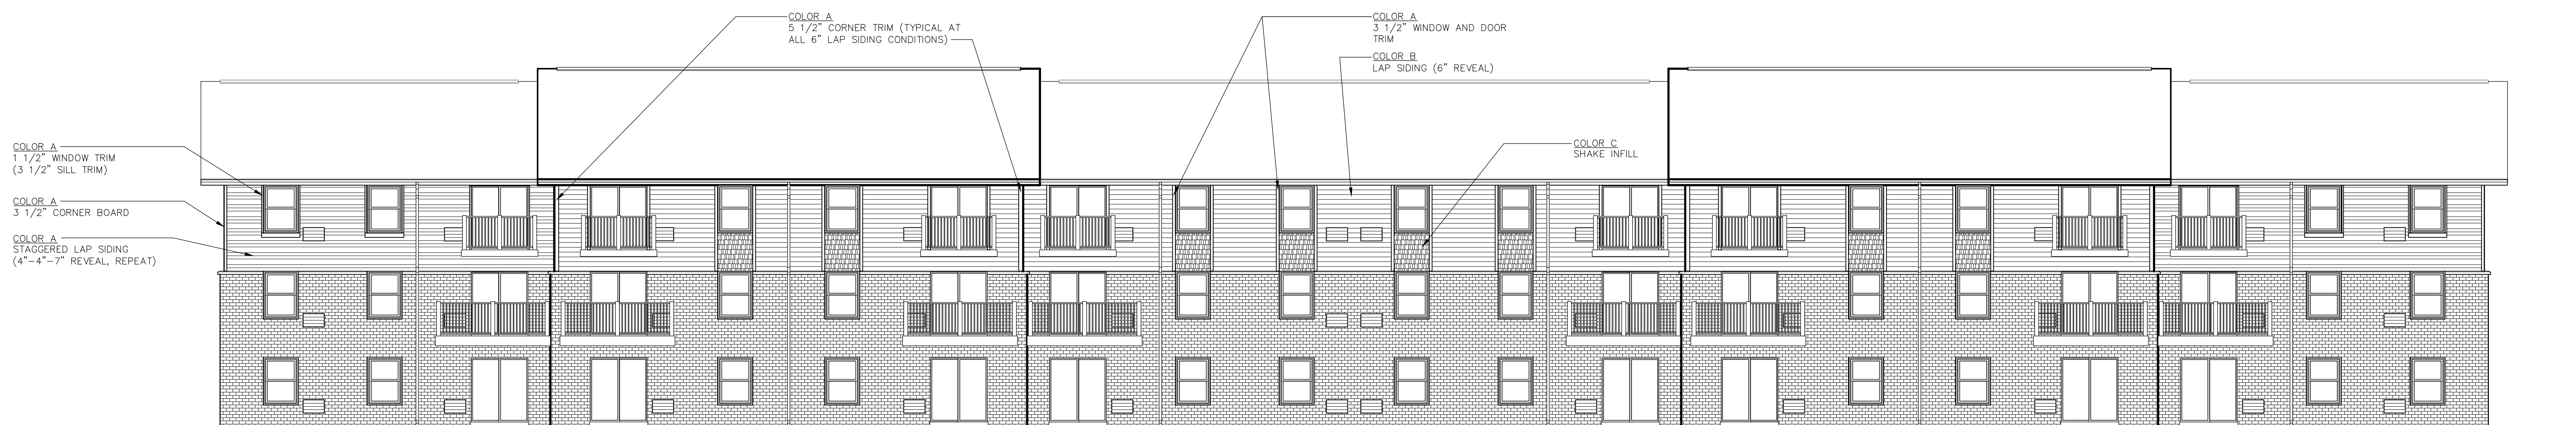 COLOR A
5 1/2" CORNER TRIM (TYPICAL AT
ALL 6" LAP SIDING CONDITIONS)
COLOR A
3 1/2" WINDOW AND DOOR
TRIM
COLOR B
LAP SIDING (6" REVEAL)
COLOR C
SHAKE INFILL
COLOR A
1 1/2" WINDOW TRIM
(3 1/2" SILL TRIM)
COLOR A
3 1/2" CORNER BOARD
COLOR A
STAGGERED LAP SIDING
(4"-4"-7" REVEAL, REPEAT)